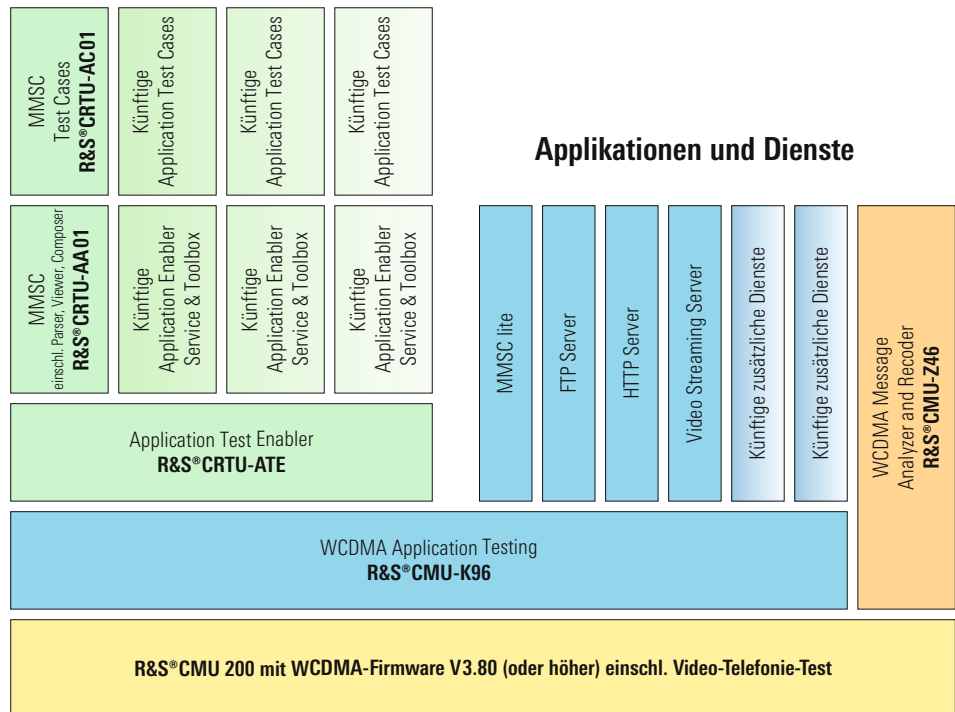 MMSC
Test Cases
R&S®CRTU-AC01
Künftige
Application Test Cases
Künftige
Application Test Cases
Künftige
Application Test Cases
Applikationen und Dienste
MMSC
einschl. Parser, Viewer, Composer
R&S®CRTU-AA01
Künftige
Application Enabler
Service & Toolbox
Künftige
Application Enabler
Service & Toolbox
Künftige
Application Enabler
Service & Toolbox
MMSC lite
FTP Server
HTTP Server
Video Streaming Server
Künftige zusätzliche Dienste
Künftige zusätzliche Dienste
WCDMA Message
Analyzer and Recoder
R&S®CMU-Z46
Application Test Enabler
R&S®CRTU-ATE
WCDMA Application Testing
R&S®CMU-K96
R&S®CMU 200 mit WCDMA-Firmware V3.80 (oder höher) einschl. Video-Telefonie-Test